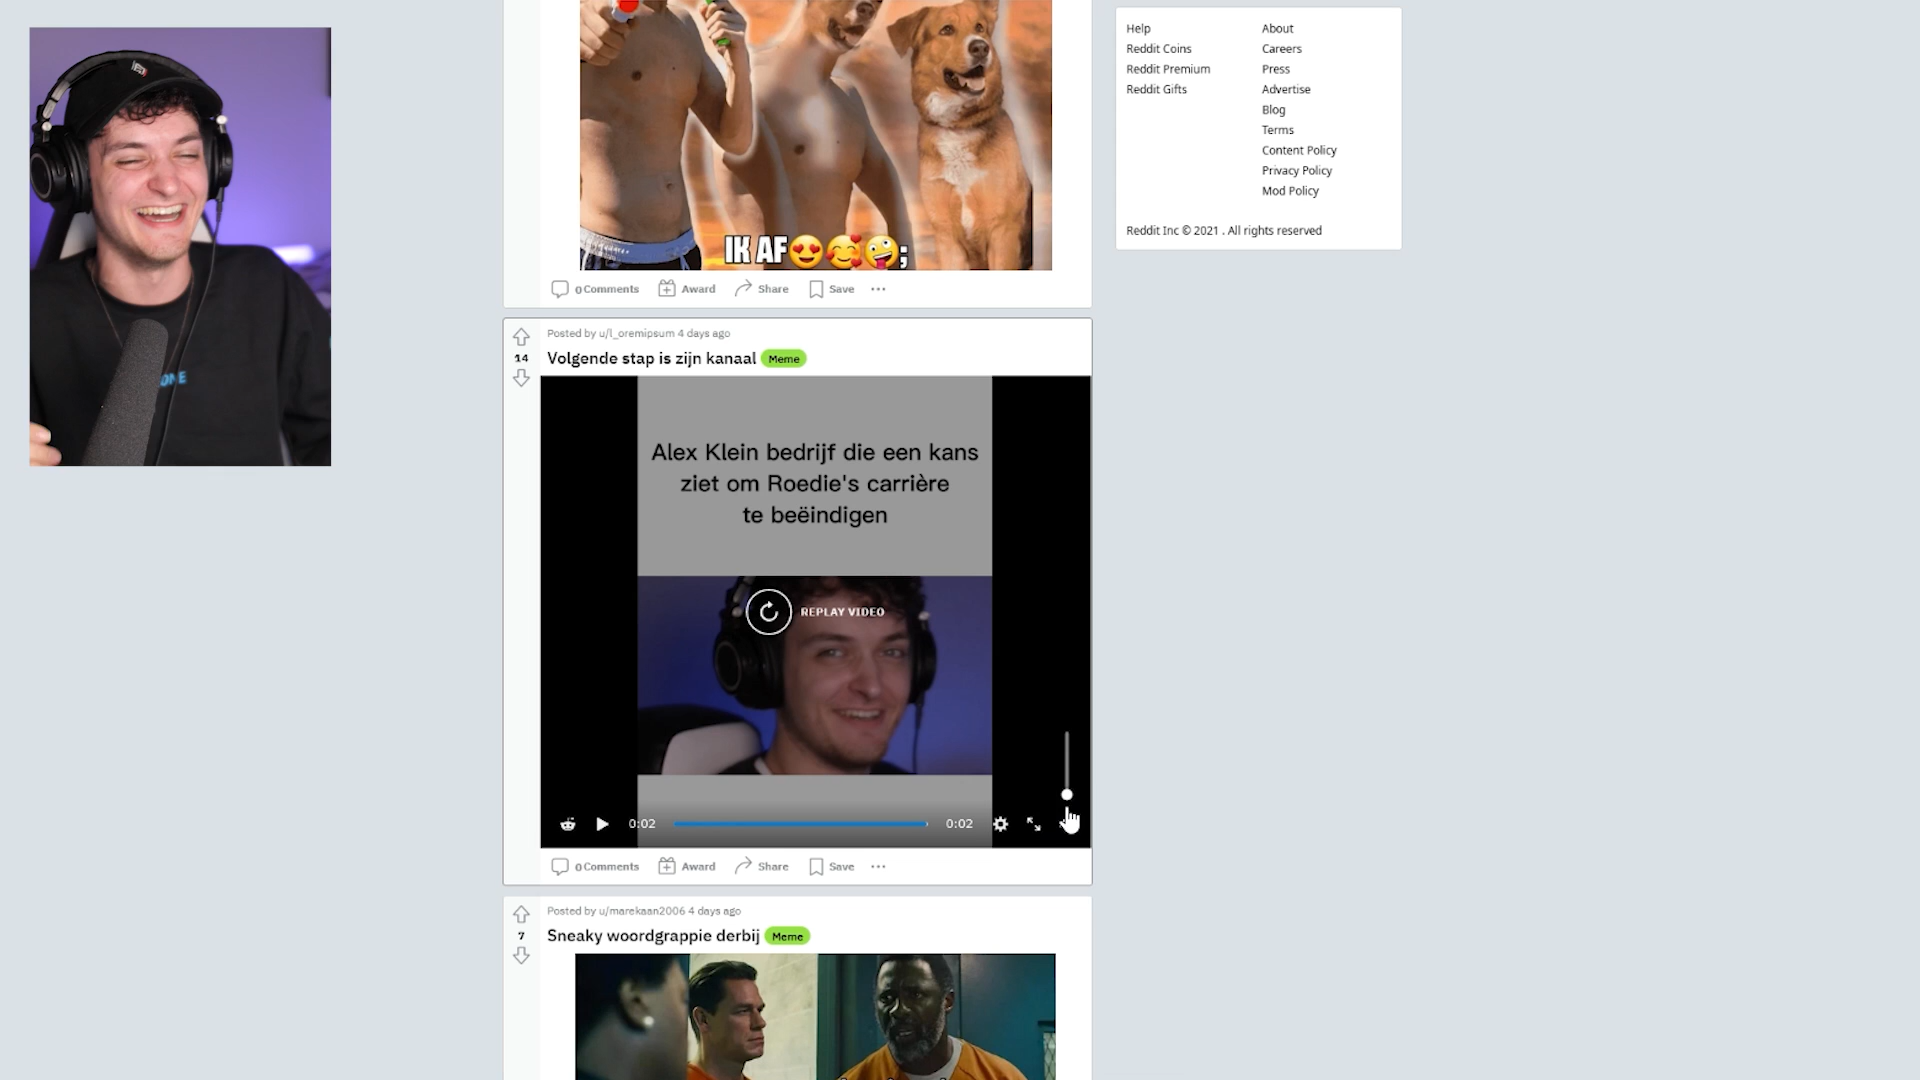 IK AF😍🥰🤪;
0 Comments Award Share Save
Posted by u/l_oremipsum 4 days ago
14
Volgende stap is zijn kanaal Meme
Alex Klein bedrijf die een kans
ziet om Roedie's carrière
te beëindigen
REPLAY VIDEO
0:02 0:02
0 Comments Award Share Save
Posted by u/marekaan2006 4 days ago
7
Sneaky woordgrappie derbij Meme
Help
Reddit Coins
Reddit Premium
Reddit Gifts
About
Careers
Press
Advertise
Blog
Terms
Content Policy
Privacy Policy
Mod Policy
Reddit Inc © 2021 . All rights reserved